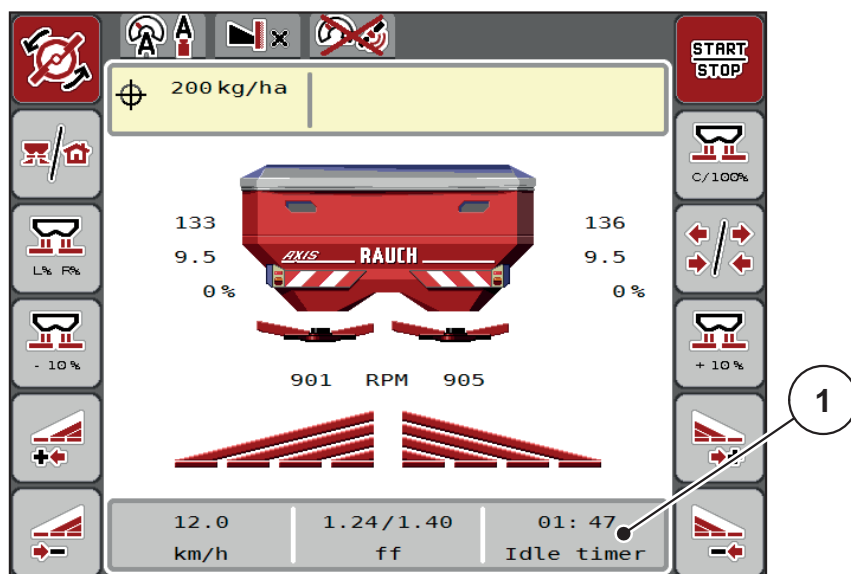 A A
START
STOP
200 kg/ha
C/100%
133 136
9.5 AXIS RAUCH 9.5
0 % 0 %
L% R%
- 10 % + 10 %
901 RPM 905
1
12.0 1.24/1.40 01: 47
km/h ff Idle timer